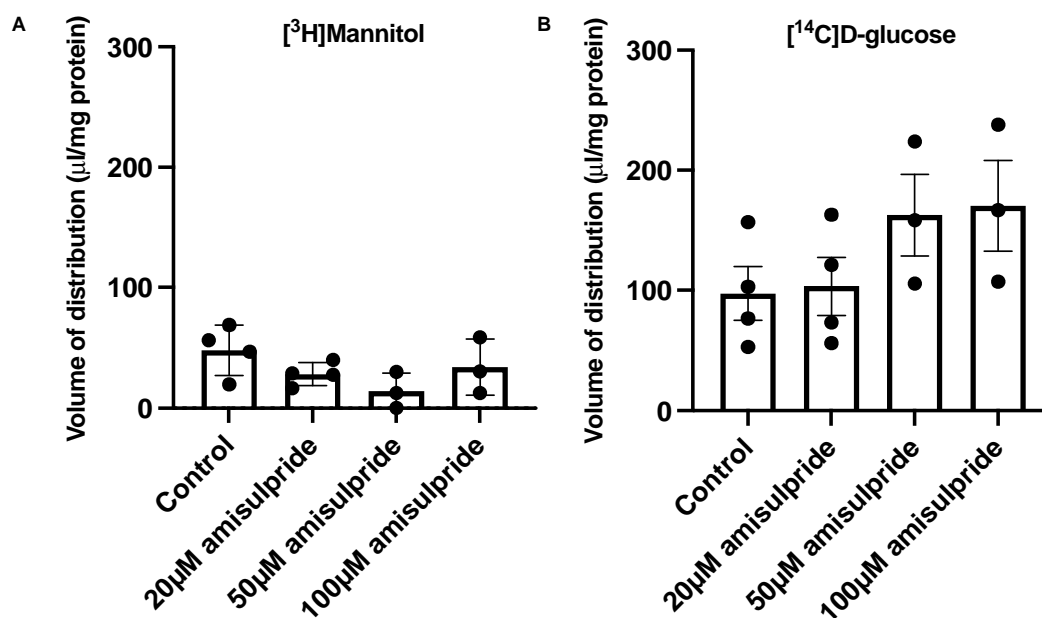 A
[³H]Mannitol
Volume of distribution (μl/mg protein)
300
200
100
0
Control
20μM amisulpride
50μM amisulpride
100μM amisulpride
B
[¹⁴C]D-glucose
Volume of distribution (μl/mg protein)
300
200
100
0
Control
20μM amisulpride
50μM amisulpride
100μM amisulpride